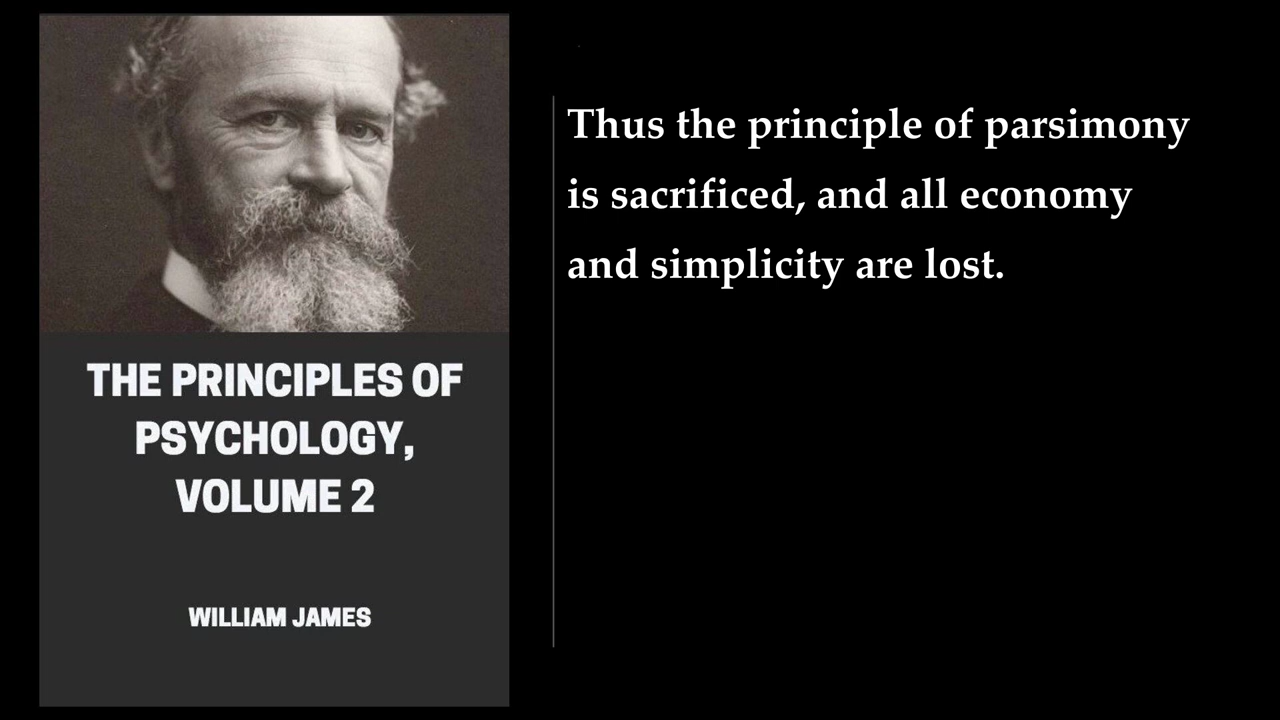 THE PRINCIPLES OF
PSYCHOLOGY,
VOLUME 2
WILLIAM JAMES
Thus the principle of parsimony
is sacrificed, and all economy
and simplicity are lost.